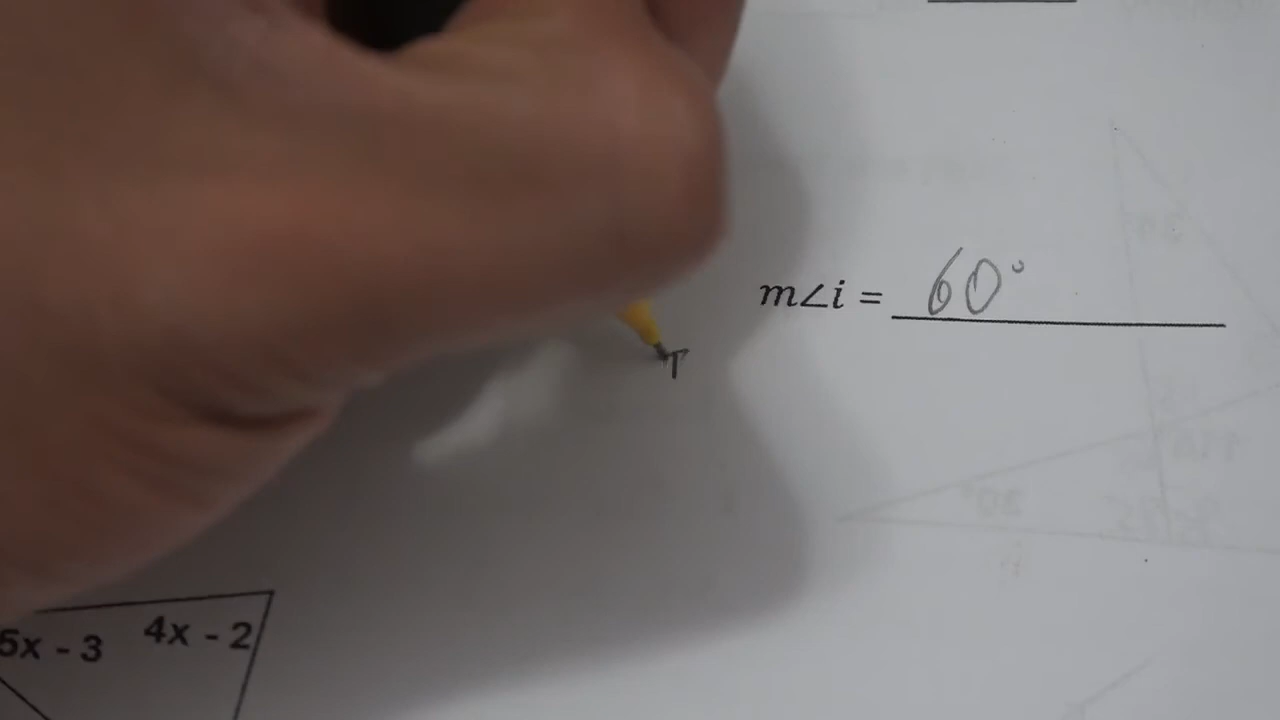 m∠i = 60°
T
5x - 3 4x - 2